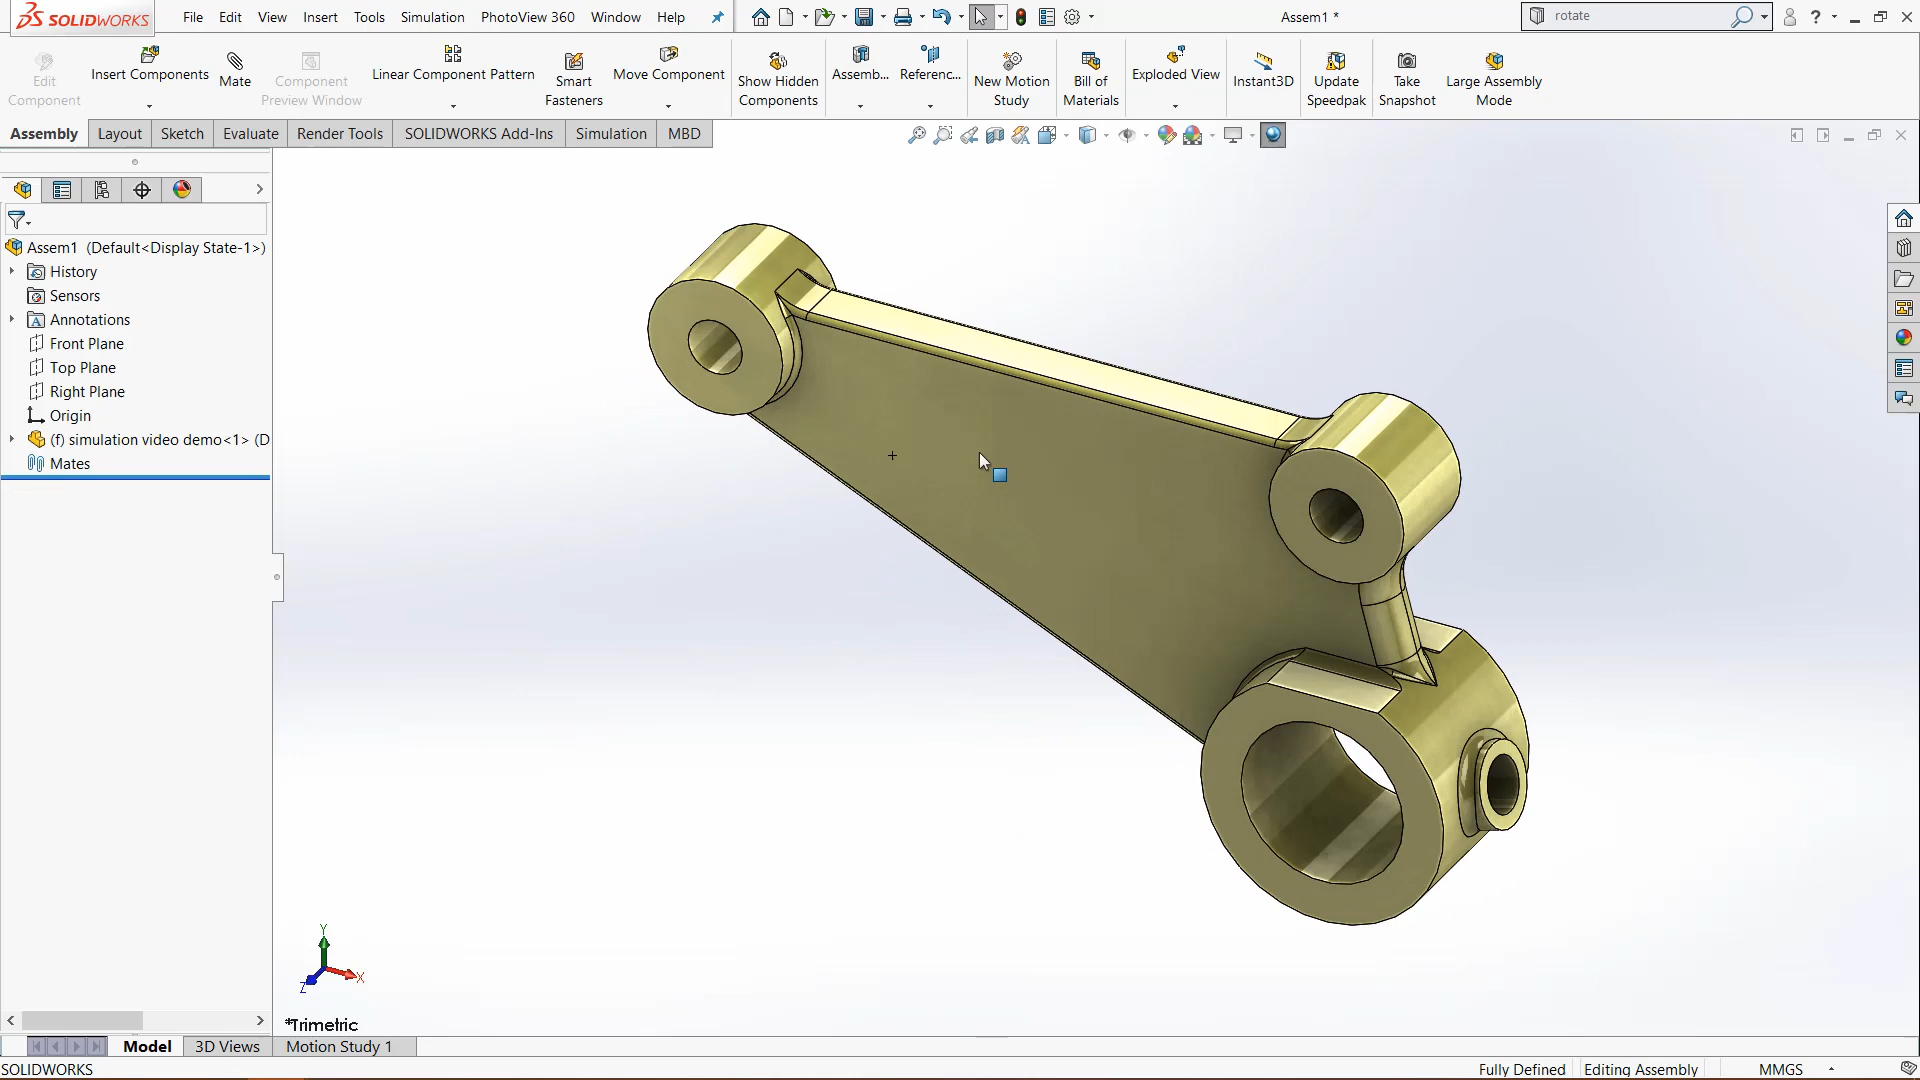 SOLIDWORKS File Edit View Insert Tools Simulation PhotoView 360 Window Help Assem1 * rotate ?
Edit Component
Insert Components
Mate
Component Preview Window
Linear Component Pattern
Smart Fasteners
Move Component
Show Hidden Components
Assemb...
Referenc...
New Motion Study
Bill of Materials
Exploded View
Instant3D
Update Speedpak
Take Snapshot
Large Assembly Mode
Assembly Layout Sketch Evaluate Render Tools SOLIDWORKS Add-Ins Simulation MBD
Assem1 (Default<Display State-1>)
History
Sensors
A Annotations
Front Plane
Top Plane
Right Plane
Origin
(f) simulation video demo<1> (D
Mates
Y
X
Z
*Trimetric
Model 3D Views Motion Study 1
SOLIDWORKS Fully Defined Editing Assembly MMGS